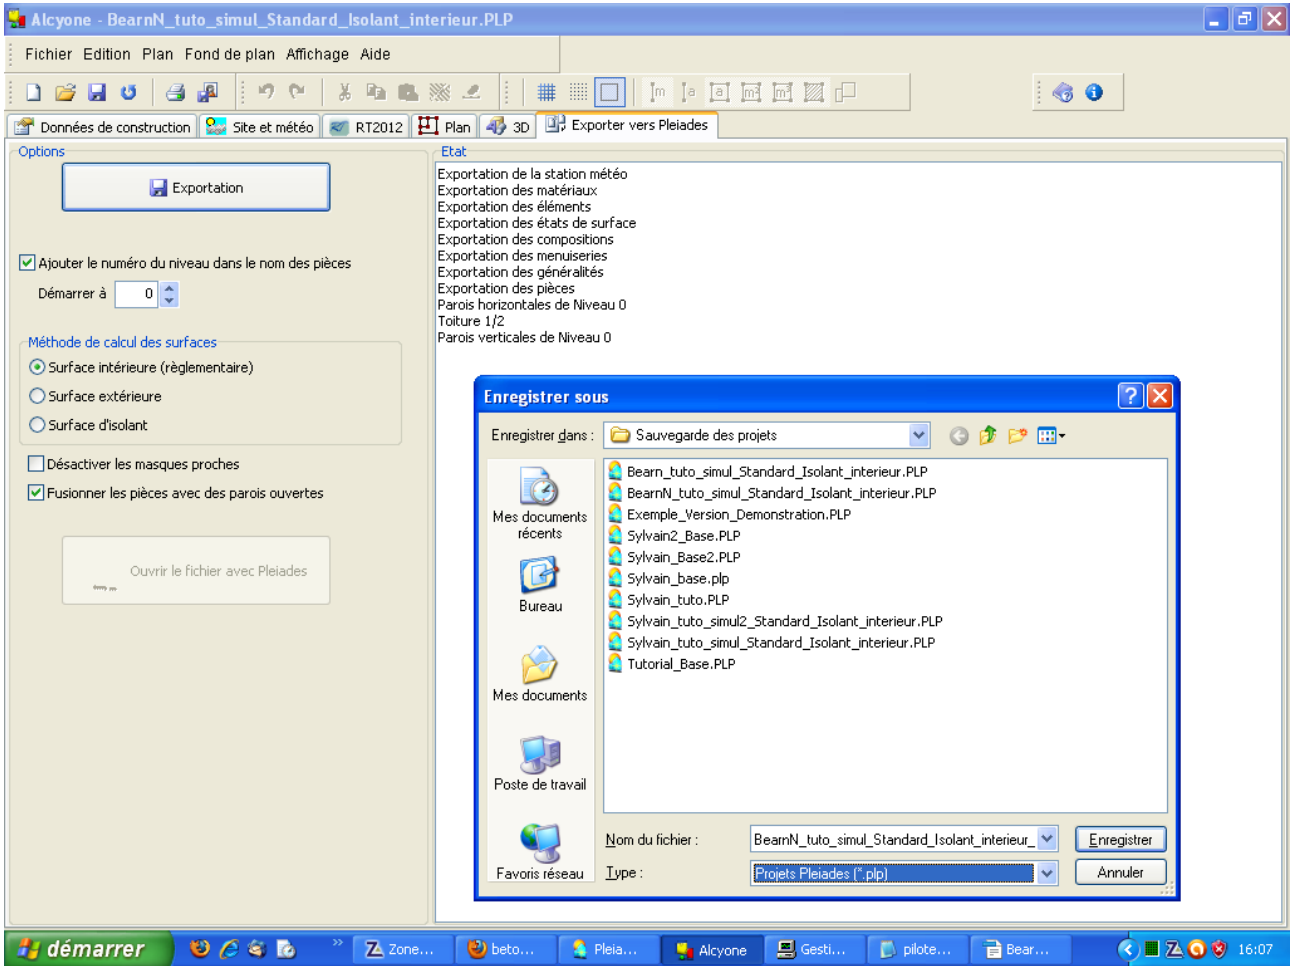 Alcyone - BearnN_tuto_simul_Standard_Isolant_interieur.PLP
Fichier Edition Plan Fond de plan Affichage Aide
Données de construction Site et météo RT2012 Plan 3D Exporter vers Pleiades
Options
Exportation
Ajouter le numéro du niveau dans le nom des pièces
Démarrer à 0
Méthode de calcul des surfaces
Surface intérieure (règlementaire)
Surface extérieure
Surface d'isolant
Désactiver les masques proches
Fusionner les pièces avec des parois ouvertes
Ouvrir le fichier avec Pleiades
Etat
Exportation de la station météo
Exportation des matériaux
Exportation des éléments
Exportation des états de surface
Exportation des compositions
Exportation des menuiseries
Exportation des généralités
Exportation des pièces
Parois horizontales de Niveau 0
Toiture 1/2
Parois verticales de Niveau 0
Enregistrer sous
Enregistrer dans : Sauvegarde des projets
Mes documents récents
Bureau
Mes documents
Poste de travail
Favoris réseau
Bearn_tuto_simul_Standard_Isolant_interieur.PLP
BearnN_tuto_simul_Standard_Isolant_interieur.PLP
Exemple_Version_Demonstration.PLP
Sylvain2_Base.PLP
Sylvain_Base2.PLP
Sylvain_base.plp
Sylvain_tuto.PLP
Sylvain_tuto_simul2_Standard_Isolant_interieur.PLP
Sylvain_tuto_simul_Standard_Isolant_interieur.PLP
Tutorial_Base.PLP
Nom du fichier : BearnN_tuto_simul_Standard_Isolant_interieur_ Enregistrer
Type : Projets Pleiades (*.plp) Annuler
démarrer Zone... beto... Pleia... Alcyone Gesti... pilote... Bear... 16:07